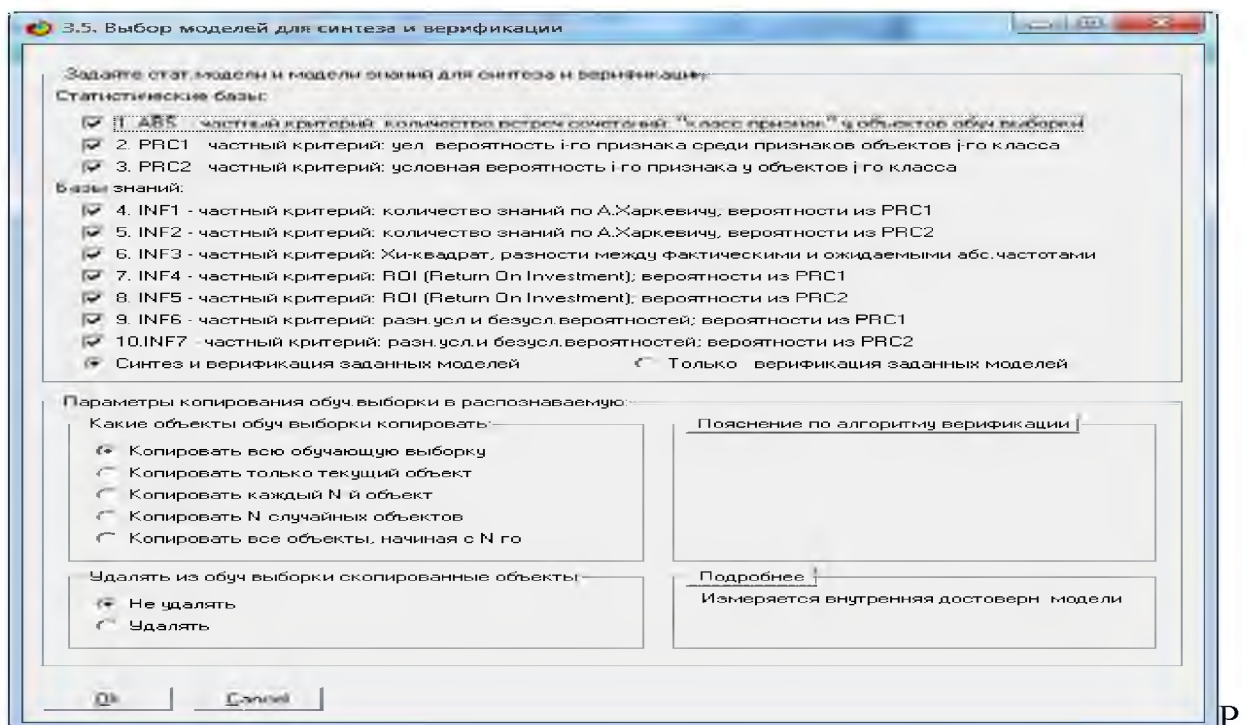 3.5. Выбор моделей для синтеза и верификации
Задайте стат.модели и модели знаний для синтеза и верификации:
Статистические базы:
1. ABS - частный критерий: количество встреч сочетаний: "класс-признак" у объектов обуч.выборки
2. PRC1 частный критерий: усл вероятность i-го признака среди признаков объектов j-го класса
3. PRC2 частный критерий: условная вероятность i-го признака у объектов j го класса
Базы знаний:
4. INF1 - частный критерий: количество знаний по А.Харкевичу; вероятности из PRC1
5. INF2 - частный критерий: количество знаний по А.Харкевичу, вероятности из PRC2
6. INF3 - частный критерий: Хи-квадрат, разности между фактическими и ожидаемыми абс.частотами
7. INF4 - частный критерий: ROI (Return On Investment); вероятности из PRC1
8. INF5 - частный критерий: ROI (Return On Investment); вероятности из PRC2
9. INF6 - частный критерий: разн.усл и безусл.вероятностей; вероятности из PRC1
10.INF7 - частный критерий: разн.усл.и безусл.вероятностей; вероятности из PRC2
Синтез и верификация заданных моделей Только верификация заданных моделей
Параметры копирования обуч.выборки в распознаваемую:
Какие объекты обуч выборки копировать:
Копировать всю обучающую выборку
Копировать только текущий объект
Копировать каждый N-й объект
Копировать N случайных объектов
Копировать все объекты, начиная с N го
Пояснение по алгоритму верификации
Удалять из обуч выборки скопированные объекты:
Не удалять
Удалять
Подробнее
Измеряется внутренняя достоверн модели
Ok Cancel
Р